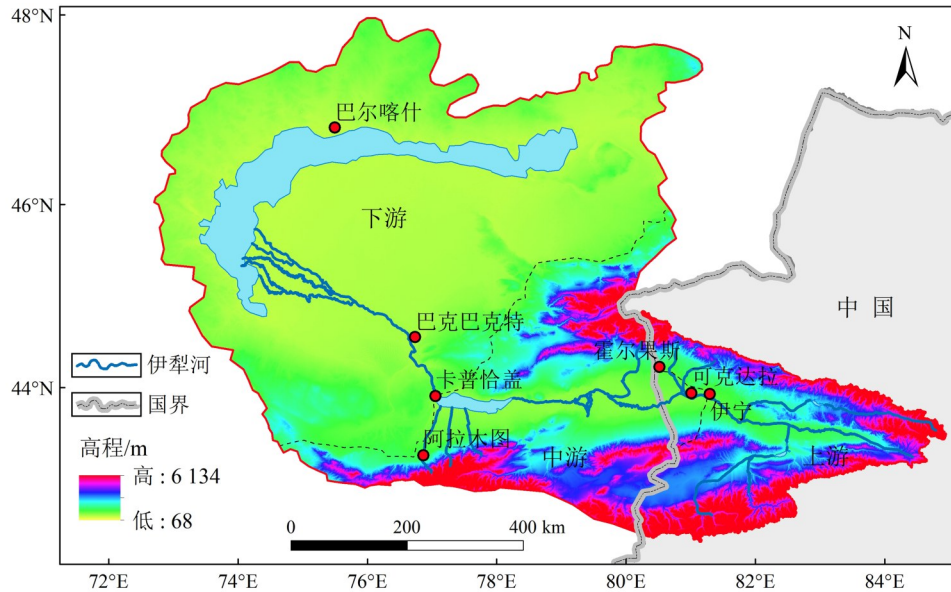 48°N
N
巴尔喀什
46°N
下游
中 国
巴克巴克特
霍尔果斯
伊犁河
44°N
卡普恰盖
可克达拉
国界
伊宁
阿拉木图
高程/m
中游
上游
高：6 134
低：68
0 200 400 km
72°E 74°E 76°E 78°E 80°E 82°E 84°E